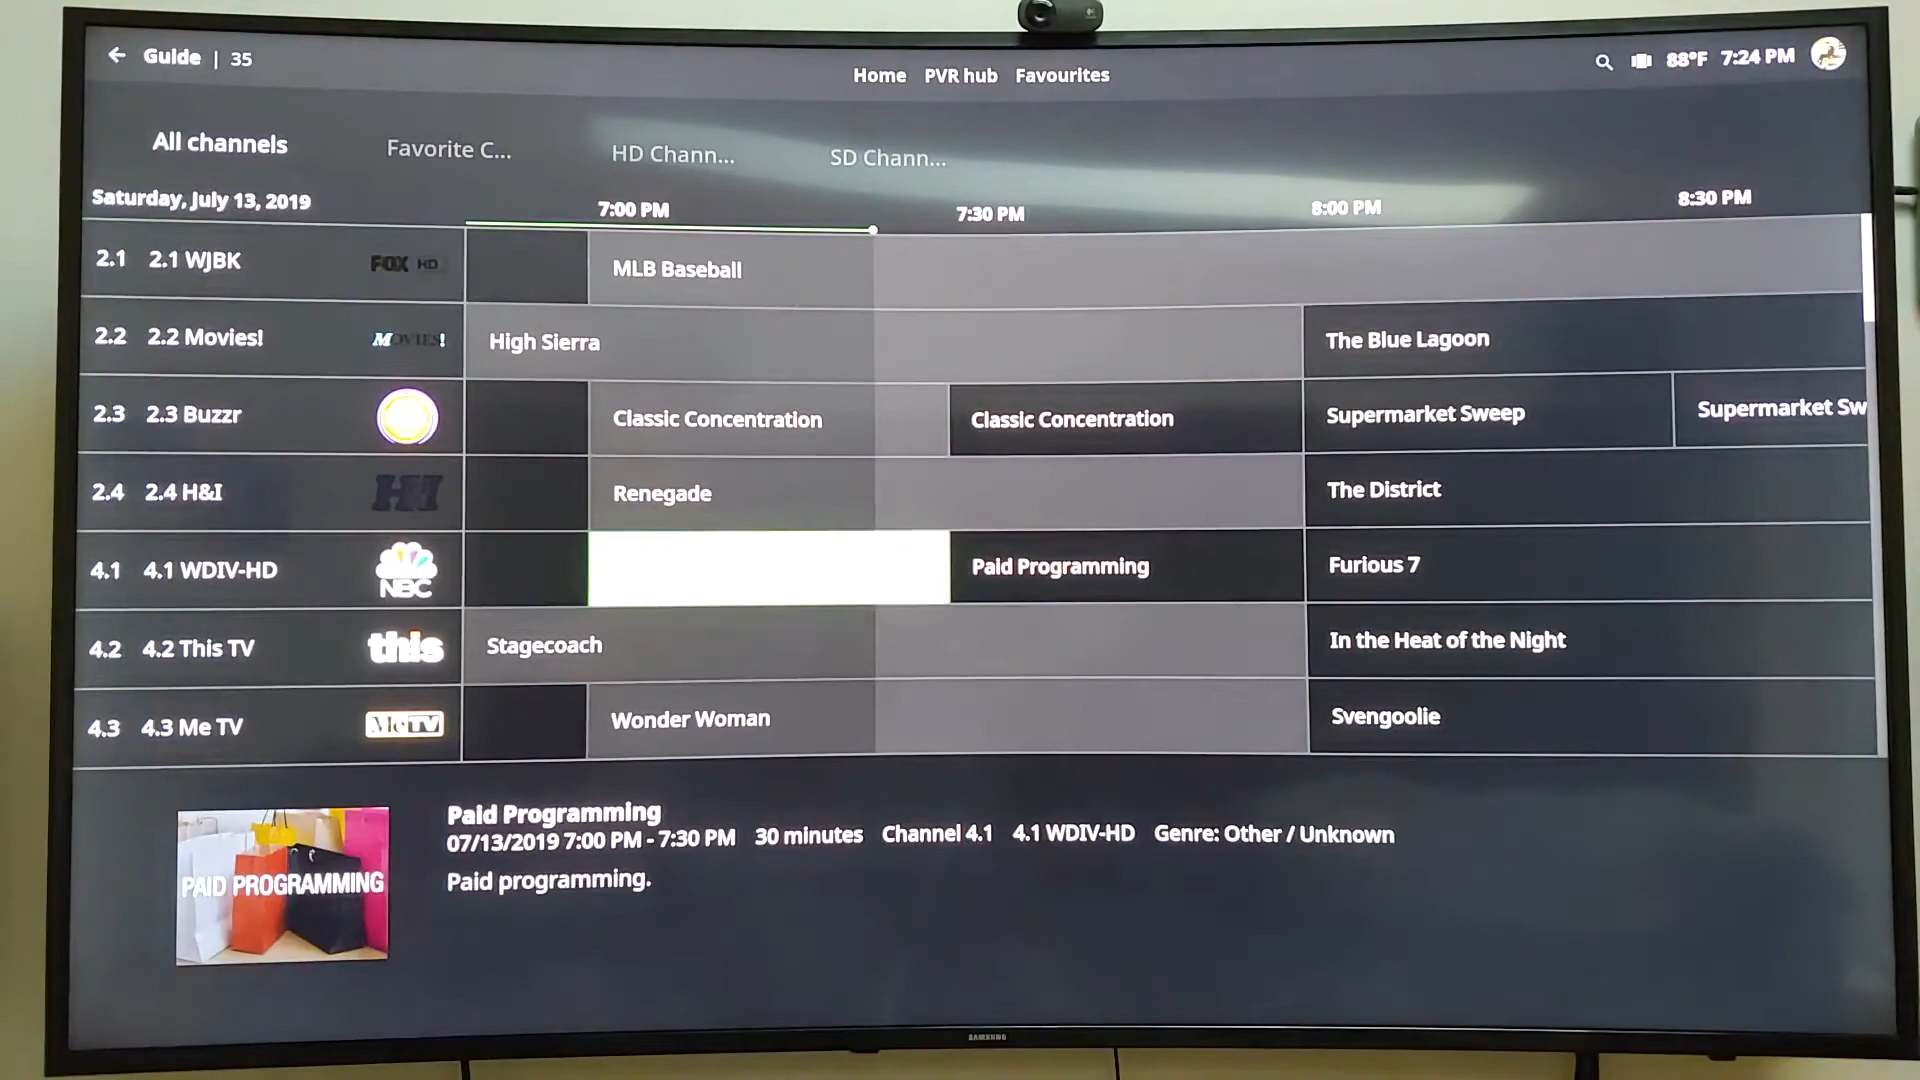 Guide | 35
Home PVR hub Favourites
88°F 7:24 PM
All channels Favorite C... HD Chann... SD Chann...
Saturday, July 13, 2019 7:00 PM 7:30 PM 8:00 PM 8:30 PM
2.1 2.1 WJBK FOX HD MLB Baseball
2.2 2.2 Movies! MOVIES! High Sierra The Blue Lagoon
2.3 2.3 Buzzr Classic Concentration Classic Concentration Supermarket Sweep Supermarket Sw
2.4 2.4 H&I H&I Renegade The District
4.1 4.1 WDIV-HD NBC Paid Programming Furious 7
4.2 4.2 This TV this Stagecoach In the Heat of the Night
4.3 4.3 Me TV MeTV Wonder Woman Svengoolie
PAID PROGRAMMING
Paid Programming
07/13/2019 7:00 PM - 7:30 PM 30 minutes Channel 4.1 4.1 WDIV-HD Genre: Other / Unknown
Paid programming.
SAMSUNG